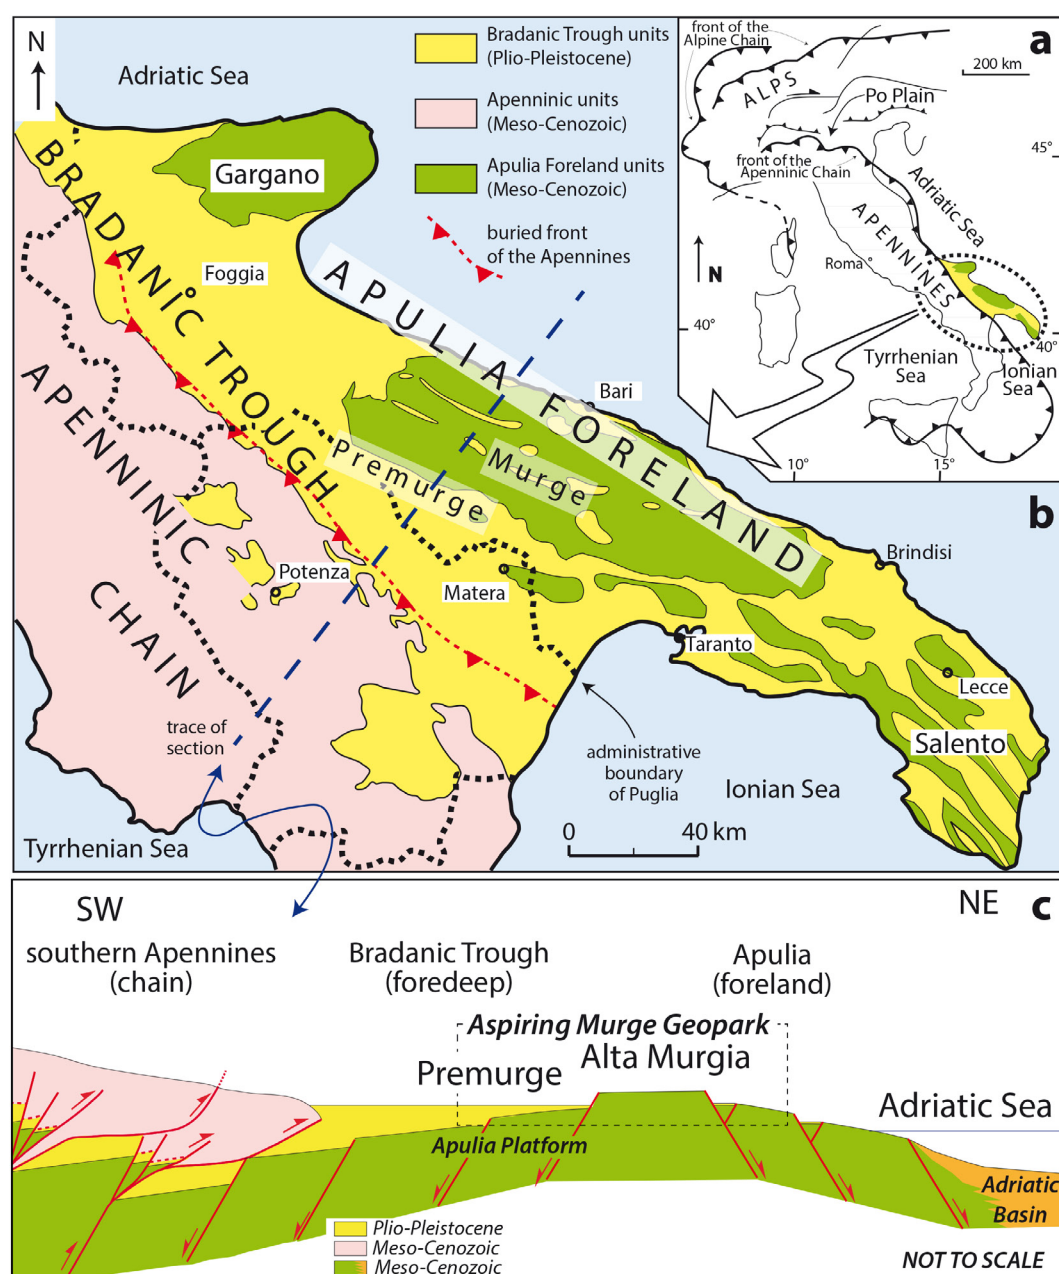 N
Adriatic Sea
Bradanic Trough units
(Plio-Pleistocene)
Apenninic units
(Meso-Cenozoic)
Apulia Foreland units
(Meso-Cenozoic)
buried front
of the Apennines
Gargano
Foggia
BRADANIC TROUGH
APULIA FORELAND
APENNINIC
CHAIN
Premurge
Murge
Bari
Potenza
Matera
Brindisi
Taranto
Lecce
Salento
trace of
section
administrative
boundary
of Puglia
Ionian Sea
0 40 km
Tyrrhenian Sea
b
front of the
Alpine Chain
a
200 km
ALPS
Po Plain
45°
front of the
Apenninic Chain
Adriatic Sea
APENNINES
Roma
N
40°
40°
Tyrrhenian
Sea
Ionian
Sea
10°
15°
SW
NE
c
southern Apennines
(chain)
Bradanic Trough
(foredeep)
Apulia
(foreland)
Aspiring Murge Geopark
Premurge
Alta Murgia
Adriatic Sea
Apulia Platform
Adriatic
Basin
Plio-Pleistocene
Meso-Cenozoic
Meso-Cenozoic
NOT TO SCALE